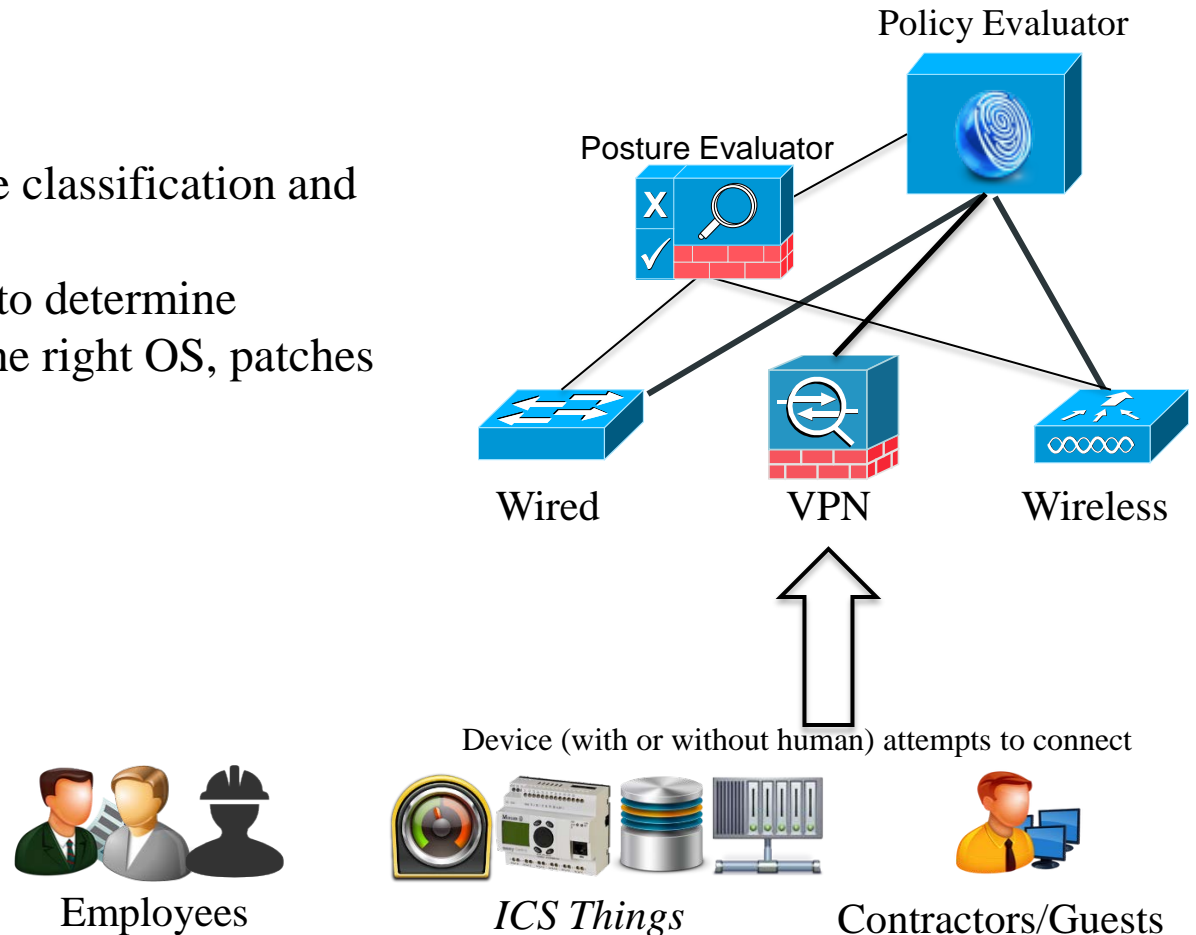 Policy Evaluator
Posture Evaluator
e classification and
X
to determine
ne right OS, patches
Wired
VPN
Wireless
Device (with or without human) attempts to connect
Employees
ICS Things
Contractors/Guests